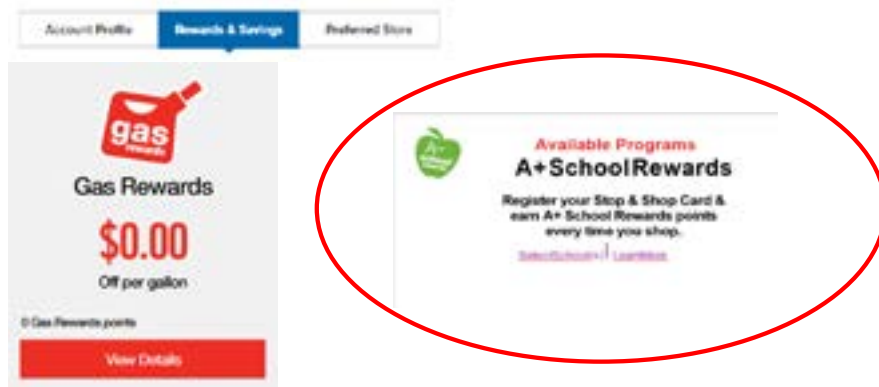 Account Profile Rewards & Savings Preferred Store
gas
rewards
Gas Rewards
$0.00
Off per gallon
0 Gas Rewards points
View Details
A+
Available Programs
A+SchoolRewards
Register your Stop & Shop Card &
earn A+ School Rewards points
every time you shop.